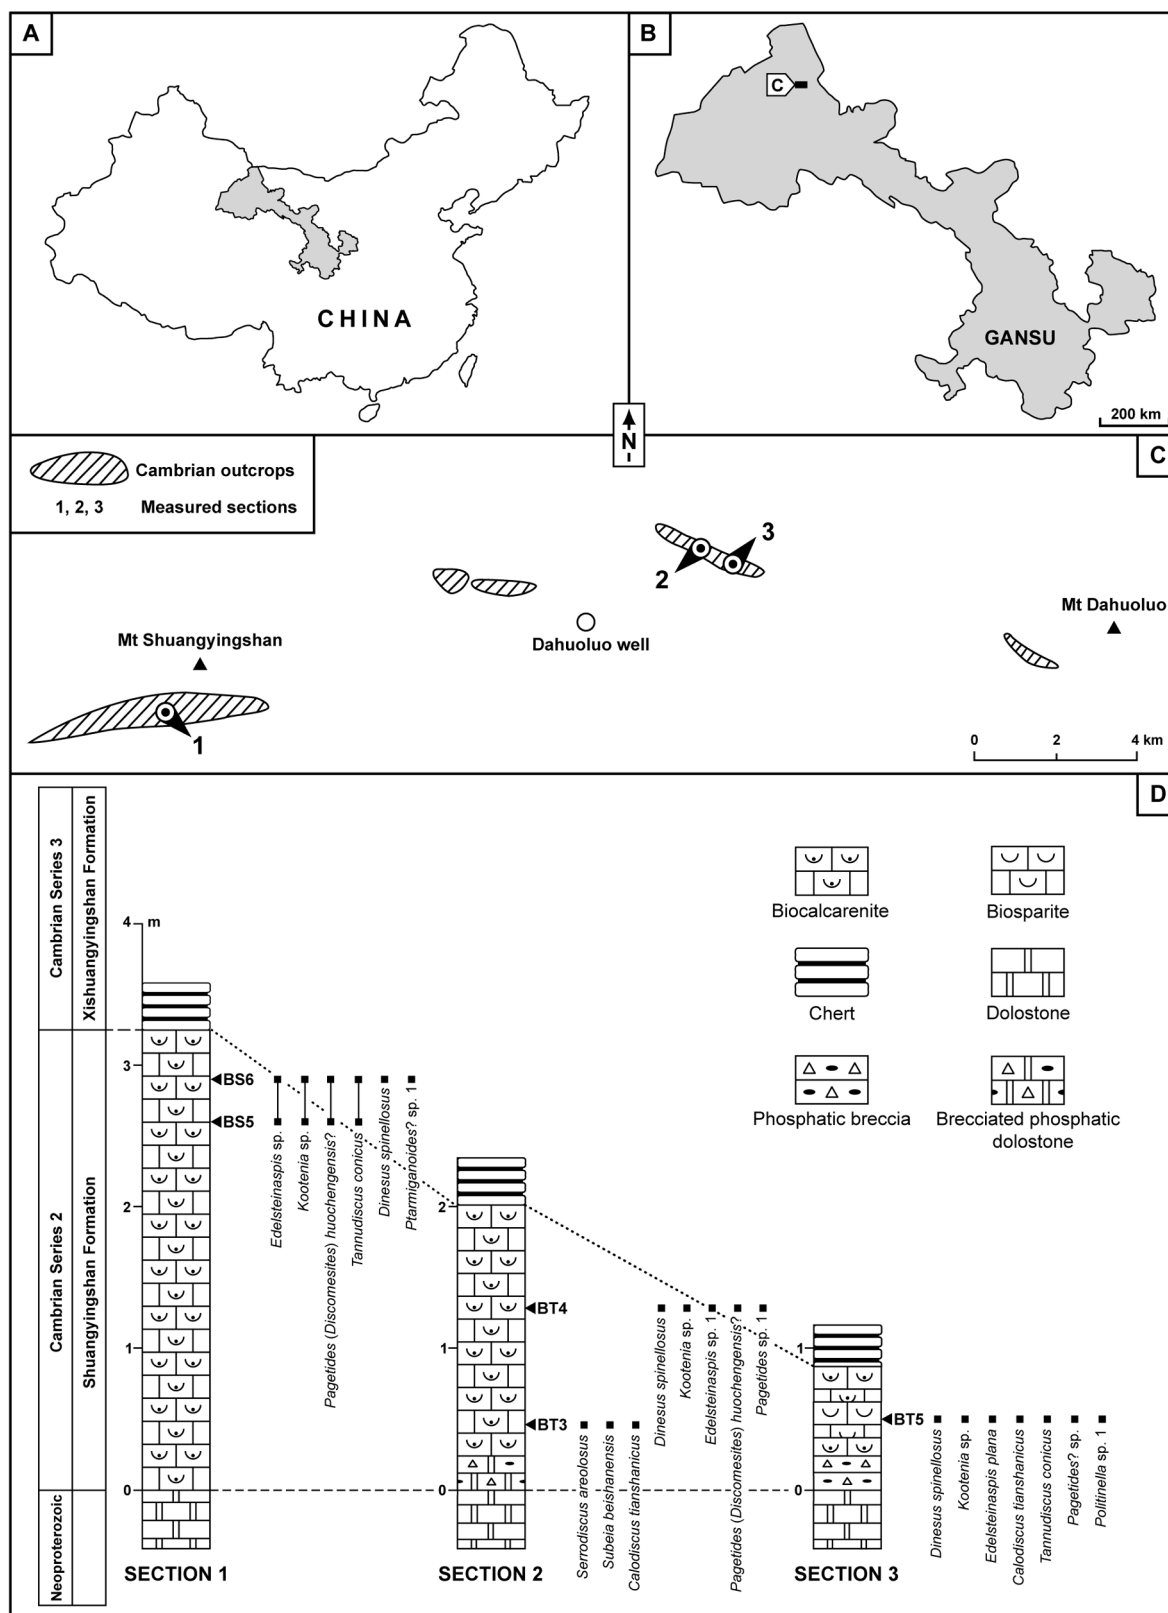 A
B
C
CHINA
GANSU
200 km
N
C
Cambrian outcrops
1, 2, 3 Measured sections
3
2
Mt Dahuoluo
Mt Shuangyingshan
Dahuoluo well
1
0 2 4 km
D
Cambrian Series 3
Xishuangyingshan Formation
Cambrian Series 2
Shuangyingshan Formation
Neoproterozoic
Biocalcarenite
Biosparite
Chert
Dolostone
Phosphatic breccia
Brecciated phosphatic
dolostone
4 m
3
2
1
0
BS6
BS5
Edelsteinaspis sp.
Kootenia sp.
Pagetides (Discomesites) huochengensis?
Tannudiscus conicus
Dinesus spinellosus
Ptarmiganoides? sp. 1
SECTION 1
2
1
0
BT4
BT3
Serrodiscus areolosus
Subeia beishanensis
Calodiscus tianshanicus
Dinesus spinellosus
Kootenia sp.
Edelsteinaspis sp. 1
Pagetides (Discomesites) huochengensis?
Pagetides sp. 1
SECTION 2
1
0
BT5
Dinesus spinellosus
Kootenia sp.
Edelsteinaspis plana
Calodiscus tianshanicus
Tannudiscus conicus
Pagetides? sp.
Politinella sp. 1
SECTION 3